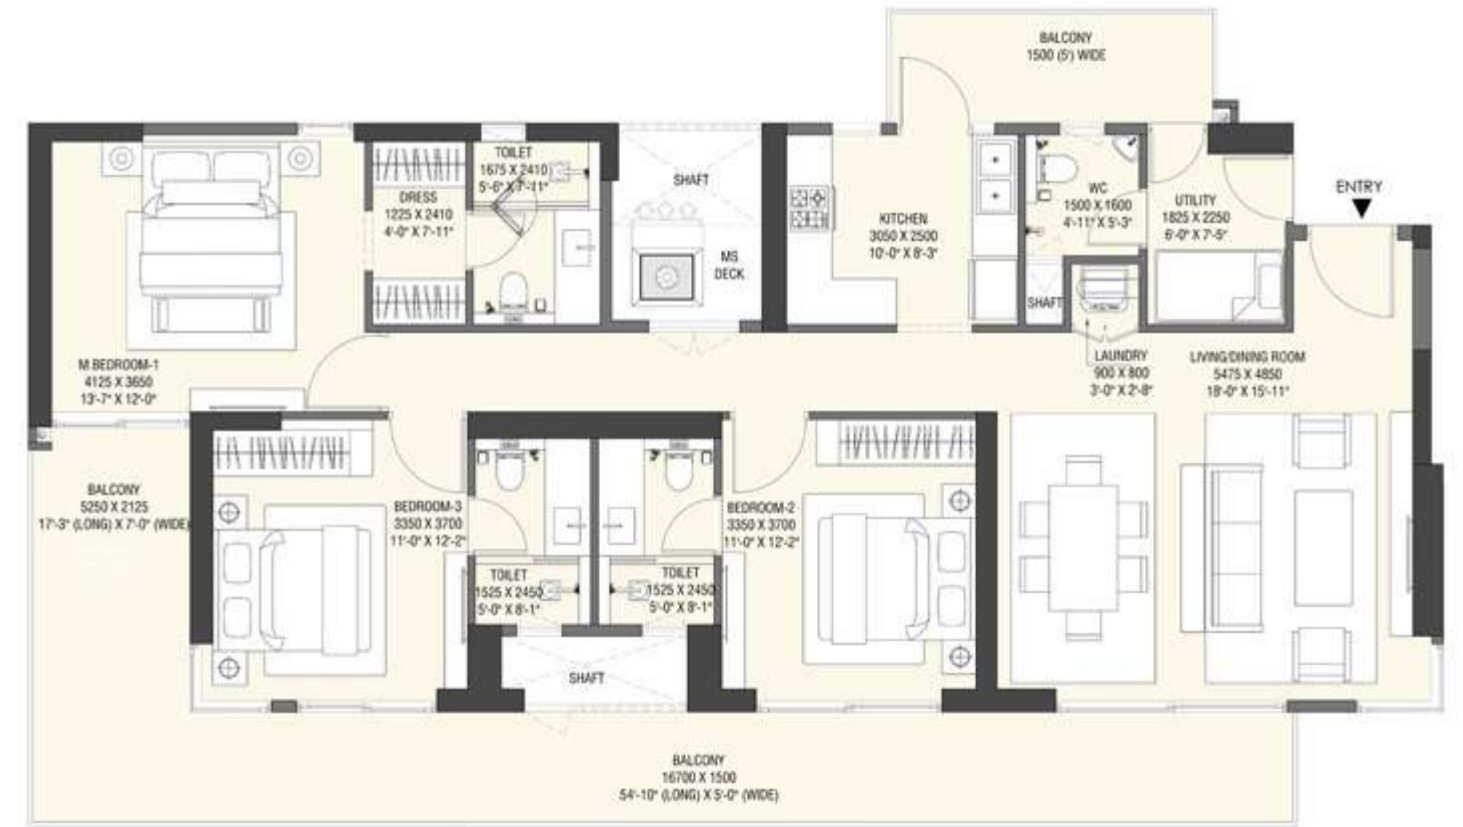 BALCONY
1500 (5') WIDE
TOILET
1675 X 2410
5'-6" X 7'-11"
DRESS
1225 X 2410
4'-0" X 7'-11"
SHAFT
MS
DECK
KITCHEN
3050 X 2500
10'-0" X 8'-3"
WC
1500 X 1600
4'-11" X 5'-3"
SHAFT
UTILITY
1825 X 2250
6'-0" X 7'-5"
ENTRY
M.BEDROOM-1
4125 X 3650
13'-7" X 12'-0"
LAUNDRY
900 X 800
3'-0" X 2'-8"
LIVING/DINING ROOM
5475 X 4850
18'-0" X 15'-11"
BALCONY
5250 X 2125
17'-3" (LONG) X 7'-0" (WIDE)
BEDROOM-3
3350 X 3700
11'-0" X 12'-2"
BEDROOM-2
3350 X 3700
11'-0" X 12'-2"
TOILET
1525 X 2450
5'-0" X 8'-1"
TOILET
1525 X 2450
5'-0" X 8'-1"
SHAFT
BALCONY
16700 X 1500
54'-10" (LONG) X 5'-0" (WIDE)